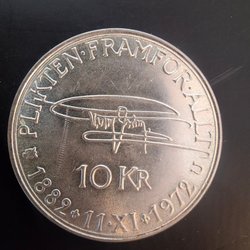 PLIKTEN·FRAMFÖR·ALLT
10 KR
1882·11·XI·1972